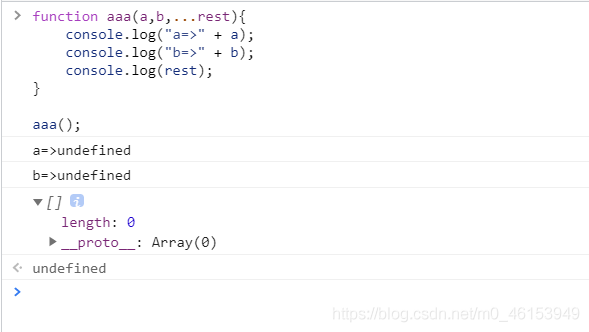 > function aaa(a,b,...rest){
    console.log("a=>" + a);
    console.log("b=>" + b);
    console.log(rest);
}

aaa();
a=>undefined
b=>undefined
▼[] i
length: 0
▶__proto__: Array(0)
<· undefined
>
https://blog.csdn.net/m0_46153949